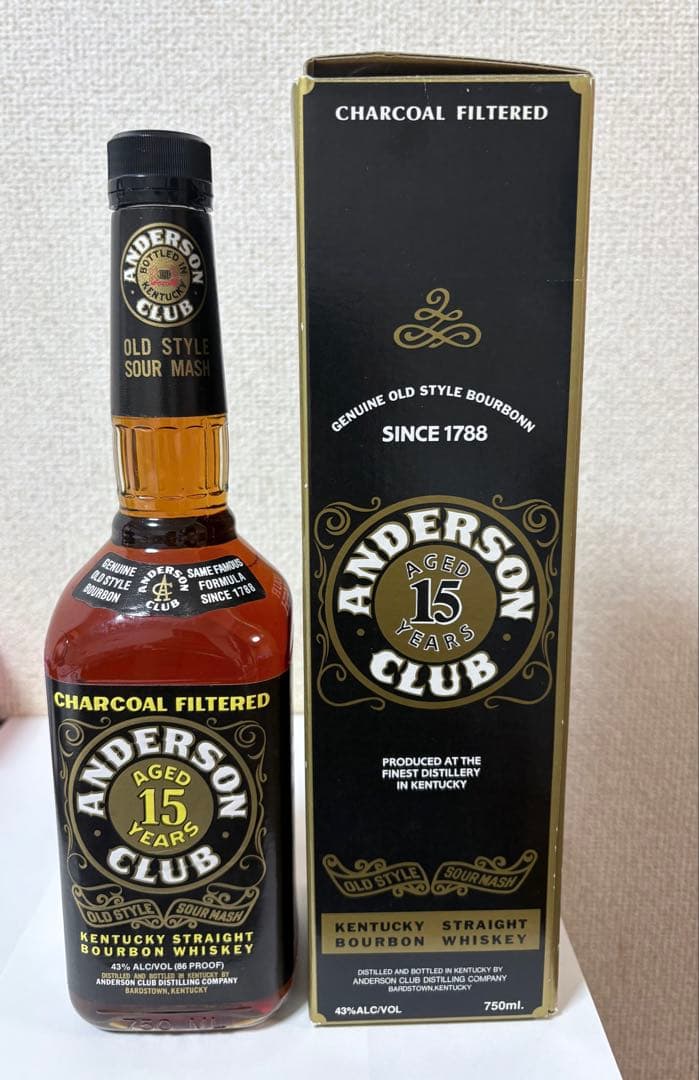 ANDERSON
BOTTLED IN
KENTUCKY
CLUB
OLD STYLE
SOUR MASH
GENUINE
OLD STYLE
BOURBON
ANDERSON
CLUB
SAME FAMOUS
FORMULA
SINCE 1788
CHARCOAL FILTERED
ANDERSON
AGED
15
YEARS
CLUB
OLD STYLE SOUR MASH
KENTUCKY STRAIGHT
BOURBON WHISKEY
43% ALC/VOL (86 PROOF)
DISTILLED AND BOTTLED IN KENTUCKY BY
ANDERSON CLUB DISTILLING COMPANY
BARDSTOWN, KENTUCKY
750 ML
CHARCOAL FILTERED
GENUINE OLD STYLE BOURBONN
SINCE 1788
ANDERSON
AGED
15
YEARS
CLUB
PRODUCED AT THE
FINEST DISTILLERY
IN KENTUCKY
OLD STYLE SOUR MASH
KENTUCKY STRAIGHT
BOURBON WHISKEY
DISTILLED AND BOTTLED IN KENTUCKY BY
ANDERSON CLUB DISTILLING COMPANY
BARDSTOWN,KENTUCKY
43%ALC/VOL 750ml.